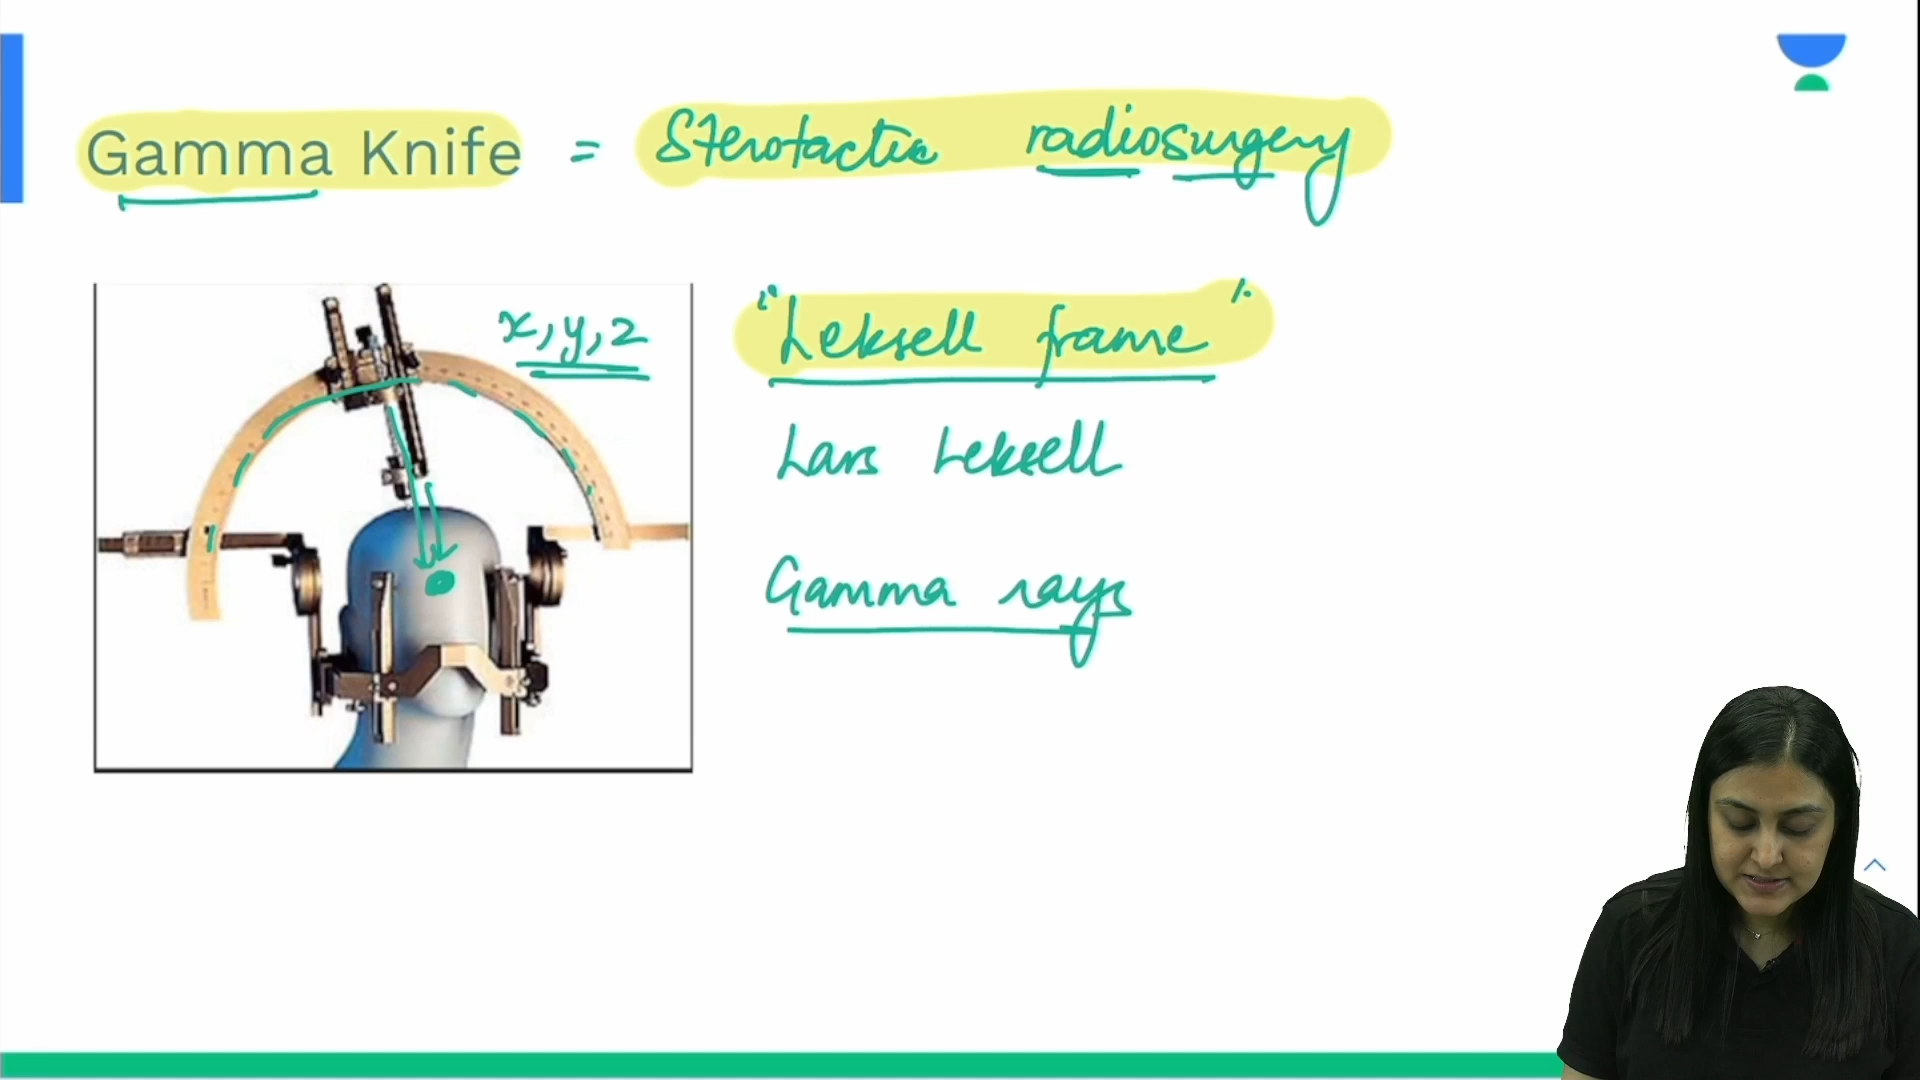 Gamma Knife = Sterotactic radiosurgery
x, y, z
"Leksell frame"
Lars Leksell
Gamma rays